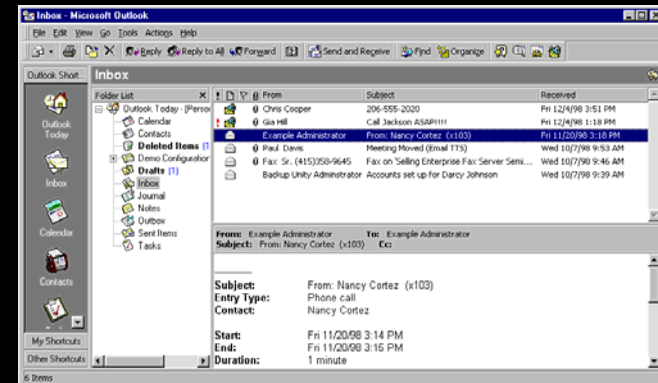 Inbox - Microsoft Outlook
File Edit View Go Tools Actions Help
Reply Reply to All Forward Send and Receive Find Organize
Outlook Short... Inbox
Folder List
Outlook Today - [Person
Calendar
Contacts
Deleted Items (1
Demo Configuration
Drafts (1)
Inbox
Journal
Notes
Outbox
Sent Items
Tasks
Outlook Today
Inbox
Calendar
Contacts
My Shortcuts
Other Shortcuts
From Subject Received
Chris Cooper 206-555-2020 Fri 12/4/98 3:51 PM
Gia Hill Call Jackson ASAP!!!! Fri 12/4/98 1:18 PM
Example Administrator From: Nancy Cortez (x103) Fri 11/20/98 3:18 PM
Paul Davis Meeting Moved (Email TTS) Wed 10/7/98 9:53 AM
Fax Sr. (415)358-9645 Fax on 'Selling Enterprise Fax Server Semi... Wed 10/7/98 9:46 AM
Backup Unity Administrator Accounts set up for Darcy Johnson Wed 10/7/98 9:39 AM
From: Example Administrator To: Example Administrator
Subject: From: Nancy Cortez (x103) Cc:
Subject: From: Nancy Cortez (x103)
Entry Type: Phone call
Contact: Nancy Cortez
Start: Fri 11/20/98 3:14 PM
End: Fri 11/20/98 3:15 PM
Duration: 1 minute
6 Items